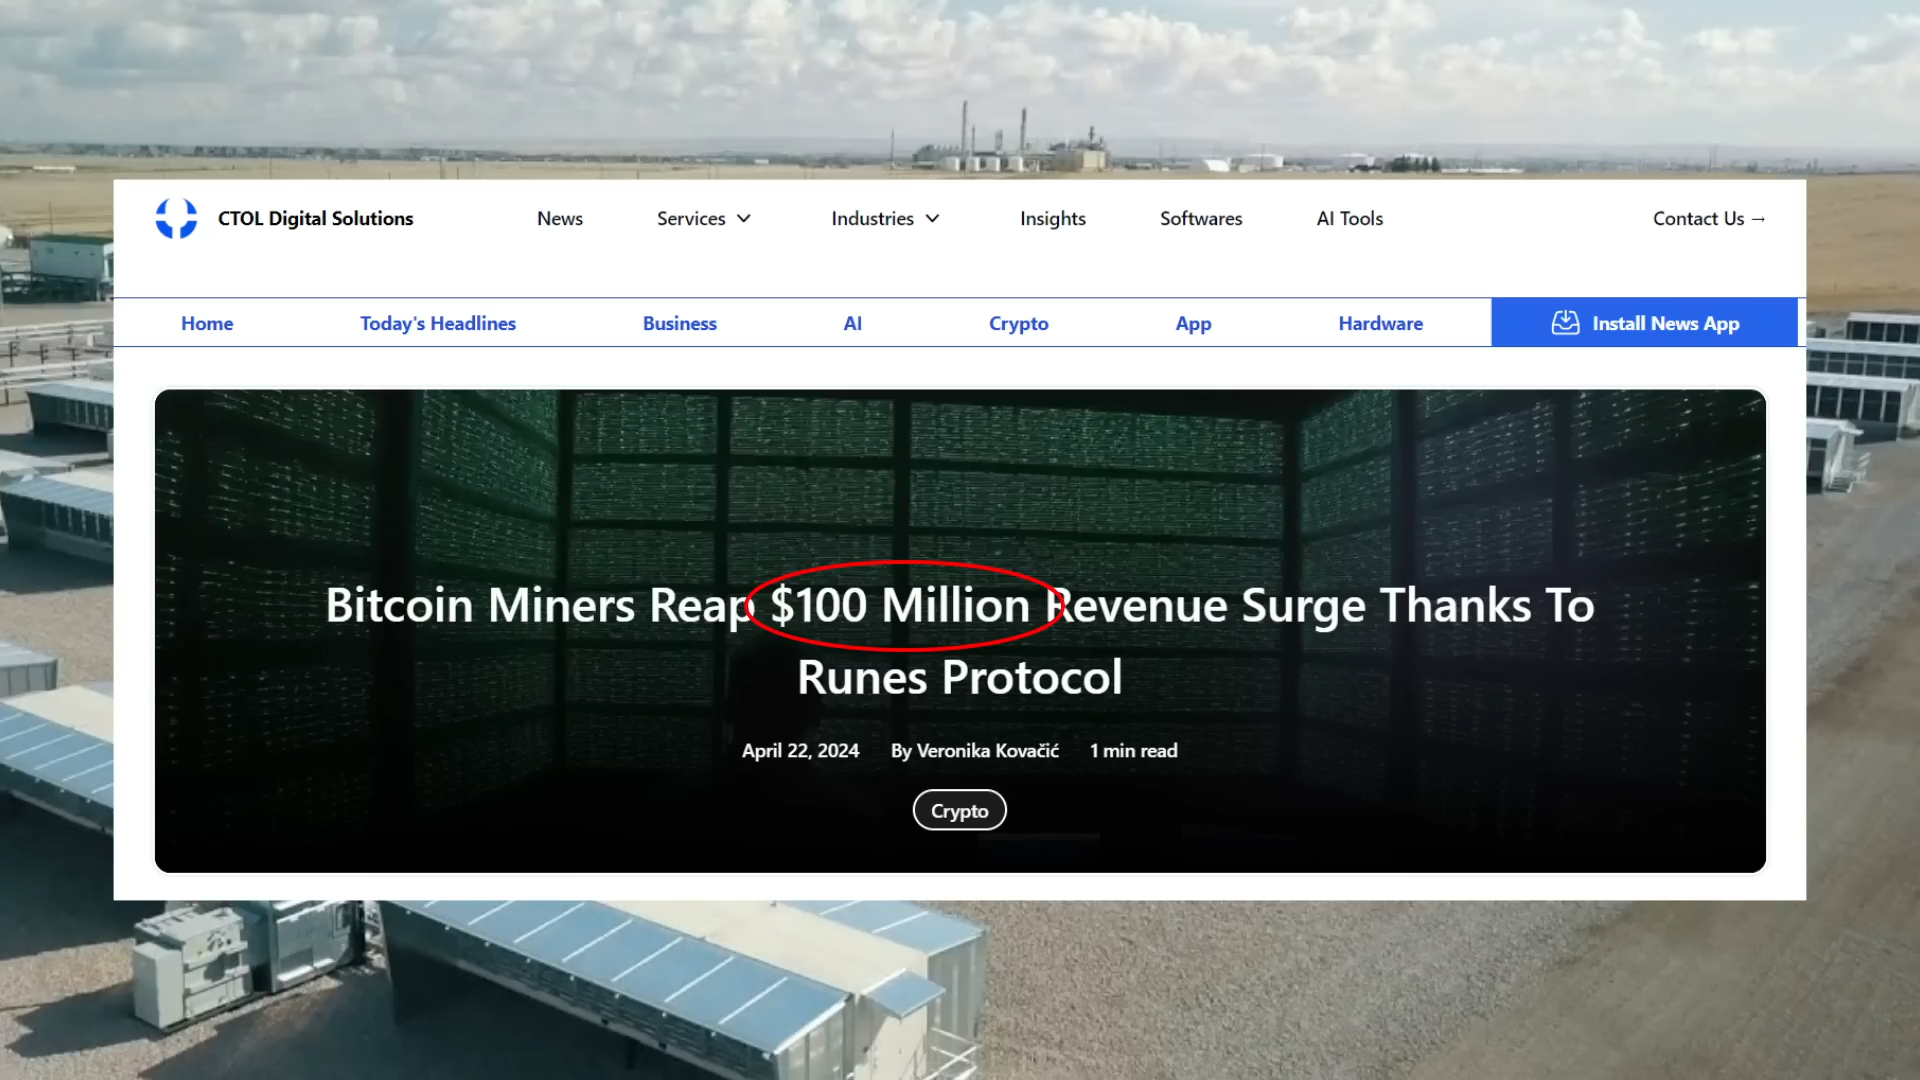 CTOL Digital Solutions
News
Services
Industries
Insights
Softwares
AI Tools
Contact Us →
Home
Today's Headlines
Business
AI
Crypto
App
Hardware
Install News App
Bitcoin Miners Reap $100 Million Revenue Surge Thanks To
Runes Protocol
April 22, 2024
By Veronika Kovačić
1 min read
Crypto